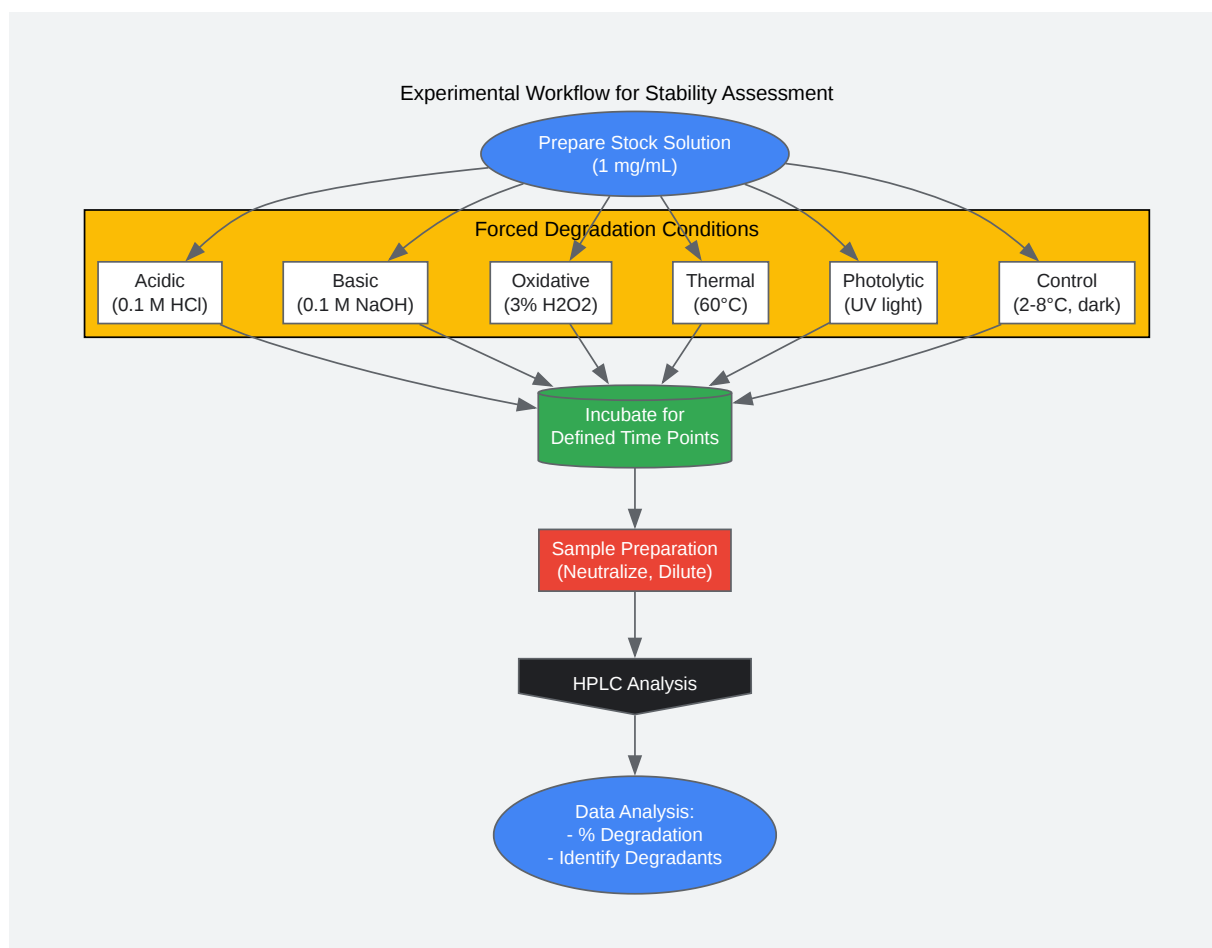 Experimental Workflow for Stability Assessment
Prepare Stock Solution
(1 mg/mL)
Forced Degradation Conditions
Acidic
(0.1 M HCl)
Basic
(0.1 M NaOH)
Oxidative
(3% H2O2)
Thermal
(60°C)
Photolytic
(UV light)
Control
(2-8°C, dark)
Incubate for
Defined Time Points
Sample Preparation
(Neutralize, Dilute)
HPLC Analysis
Data Analysis:
- % Degradation
- Identify Degradants